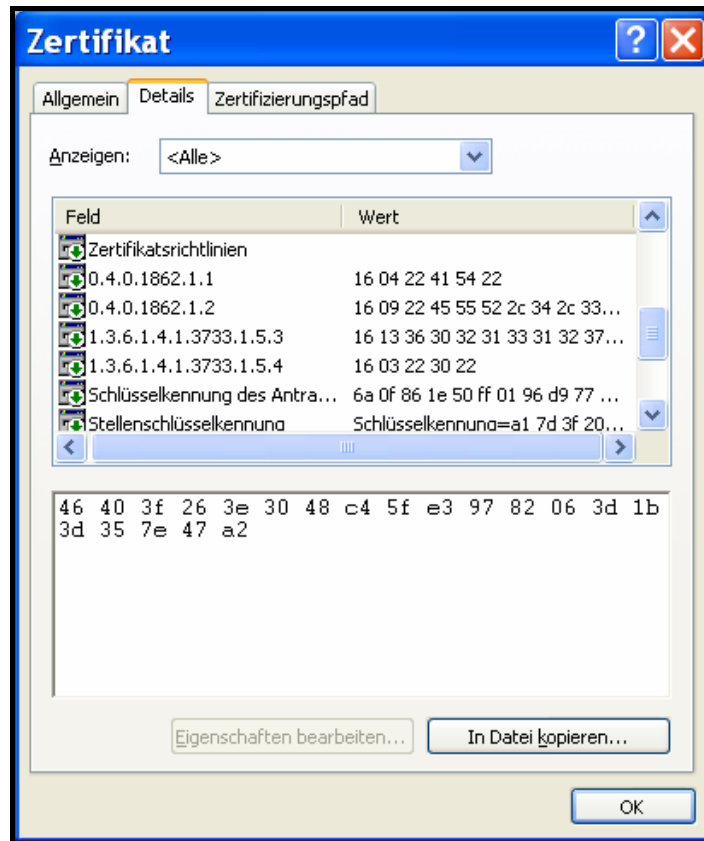 Zertifikat
Allgemein Details Zertifizierungspfad
Anzeigen: <Alle>
Feld Wert
Zertifikatsrichtlinien
0.4.0.1862.1.1 16 04 22 41 54 22
0.4.0.1862.1.2 16 09 22 45 55 52 2c 34 2c 33...
1.3.6.1.4.1.3733.1.5.3 16 13 36 30 32 31 33 31 32 37...
1.3.6.1.4.1.3733.1.5.4 16 03 22 30 22
Schlüsselkennung des Antra... 6a 0f 86 1e 50 ff 01 96 d9 77 ...
Stellenschlüsselkennung Schlüsselkennung=a1 7d 3f 20...
46 40 3f 26 3e 30 48 c4 5f e3 97 82 06 3d 1b
3d 35 7e 47 a2
Eigenschaften bearbeiten... In Datei kopieren...
OK